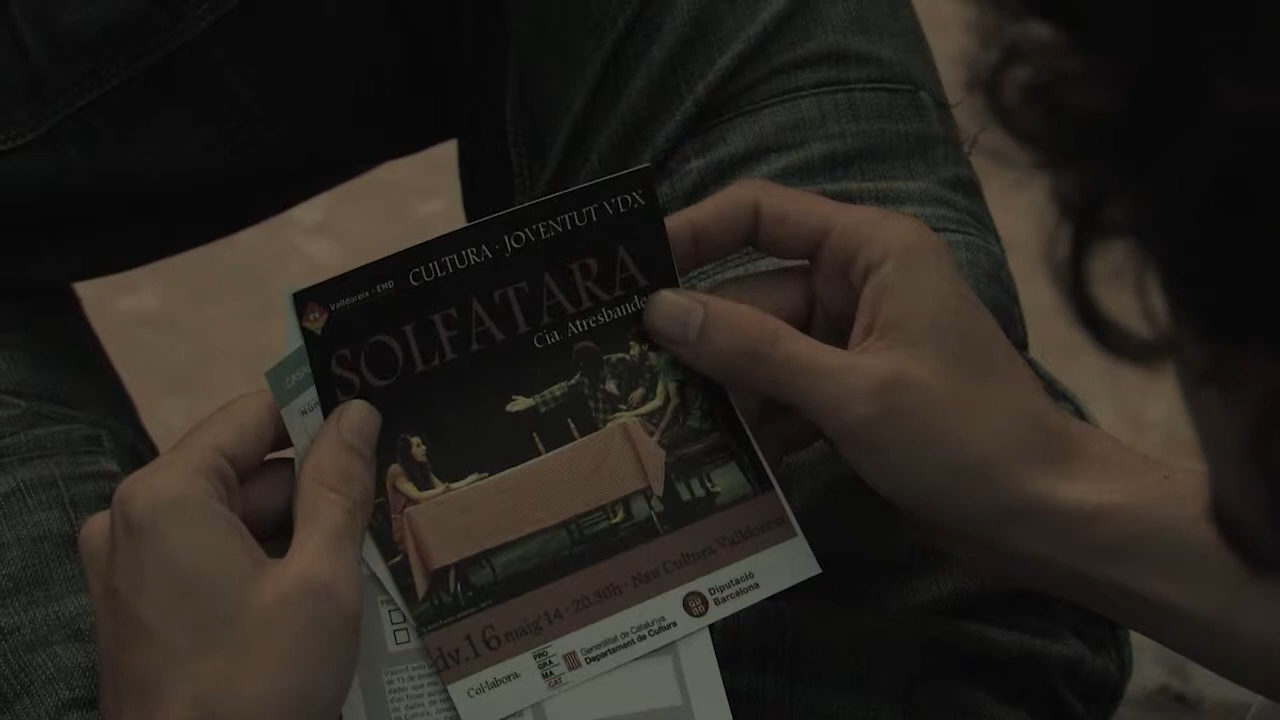 CULTURA · JOVENTUT VDX
Valldoreix · EMD
SOLFATARA
Cia. Atresbandes
dv.16 maig'14 · 20.30h · Nau Cultura Valldoreix
Col·labora:
PRO
GRA
MA
.CAT
Generalitat de Catalunya
Departament de Cultura
Diputació
Barcelona